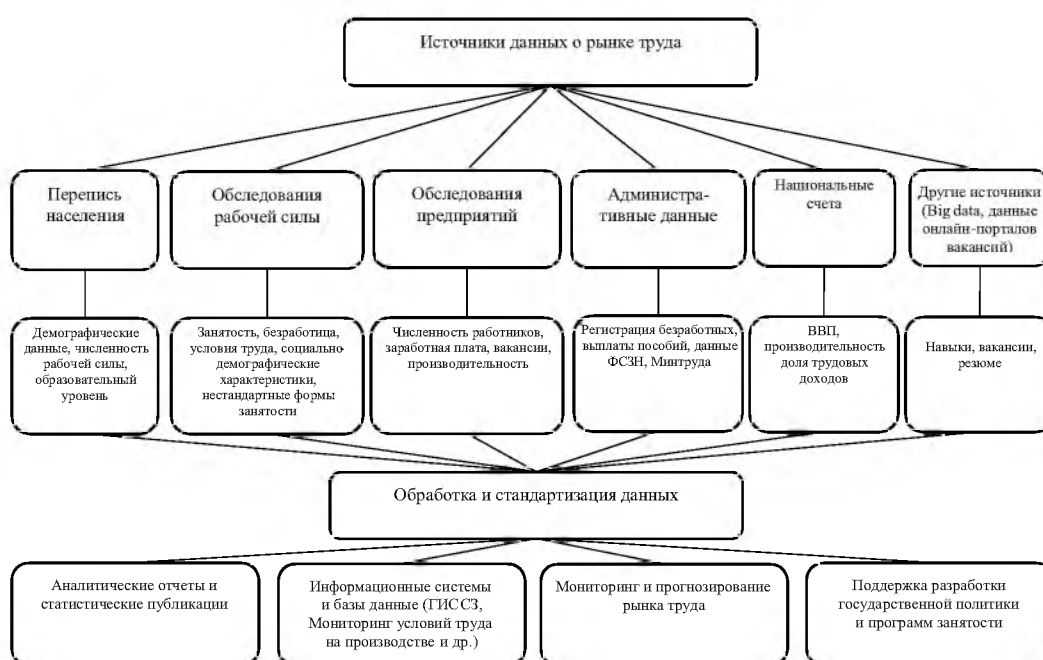 Источники данных о рынке труда
Перепись
населения
Обследования
рабочей силы
Обследования
предприятий
Администра-
тивные данные
Национальные
счета
Другие источники
(Big data, данные
онлайн-порталов
вакансий)
Демографические
данные, численность
рабочей силы,
образовательный
уровень
Занятость, безработица,
условия труда, социально-
демографические
характеристики,
нестандартные формы
занятости
Численность работников,
заработная плата, вакансии,
производительность
Регистрация безработных,
выплаты пособий, данные
ФСЗН, Минтруда
ВВП,
производительность
доля трудовых
доходов
Навыки, вакансии,
резюме
Обработка и стандартизация данных
Аналитические отчеты и
статистические публикации
Информационные системы
и базы данные (ГИС СЗ,
Мониторинг условий труда
на производстве и др.)
Мониторинг и прогнозирование
рынка труда
Поддержка разработки
государственной политики
и программ занятости